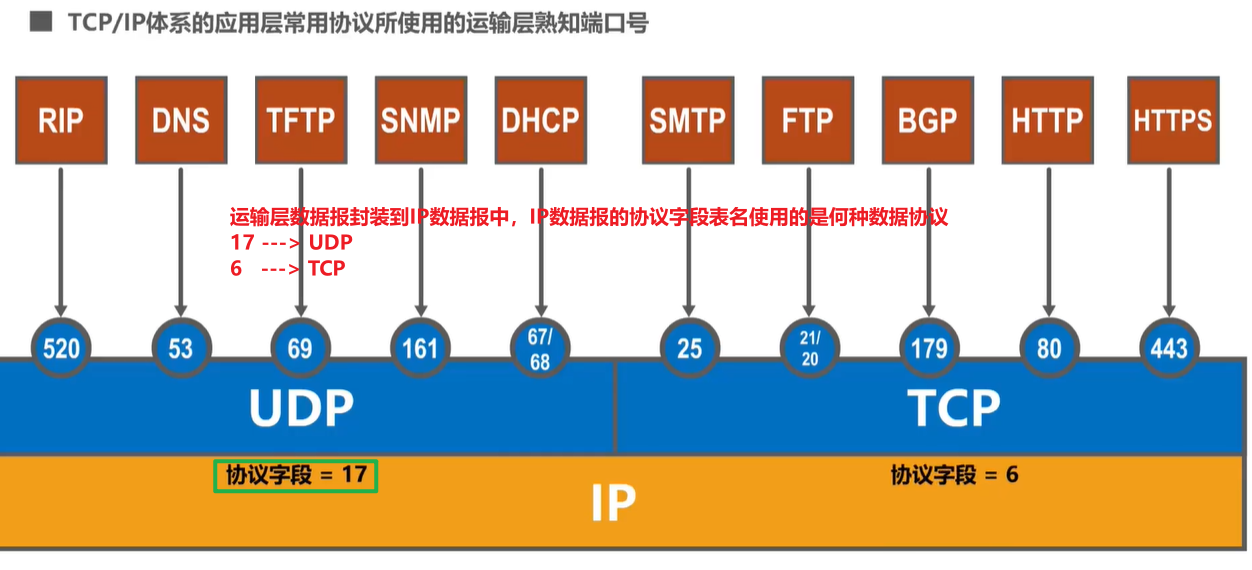 TCP/IP体系的应用层常用协议所使用的运输层熟知端口号
RIP
DNS
TFTP
SNMP
DHCP
SMTP
FTP
BGP
HTTP
HTTPS
运输层数据报封装到IP数据报中，IP数据报的协议字段表名使用的是何种数据协议
17 ---> UDP
6 ---> TCP
520
53
69
161
67/
68
25
21/
20
179
80
443
UDP
TCP
协议字段 = 17
协议字段 = 6
IP